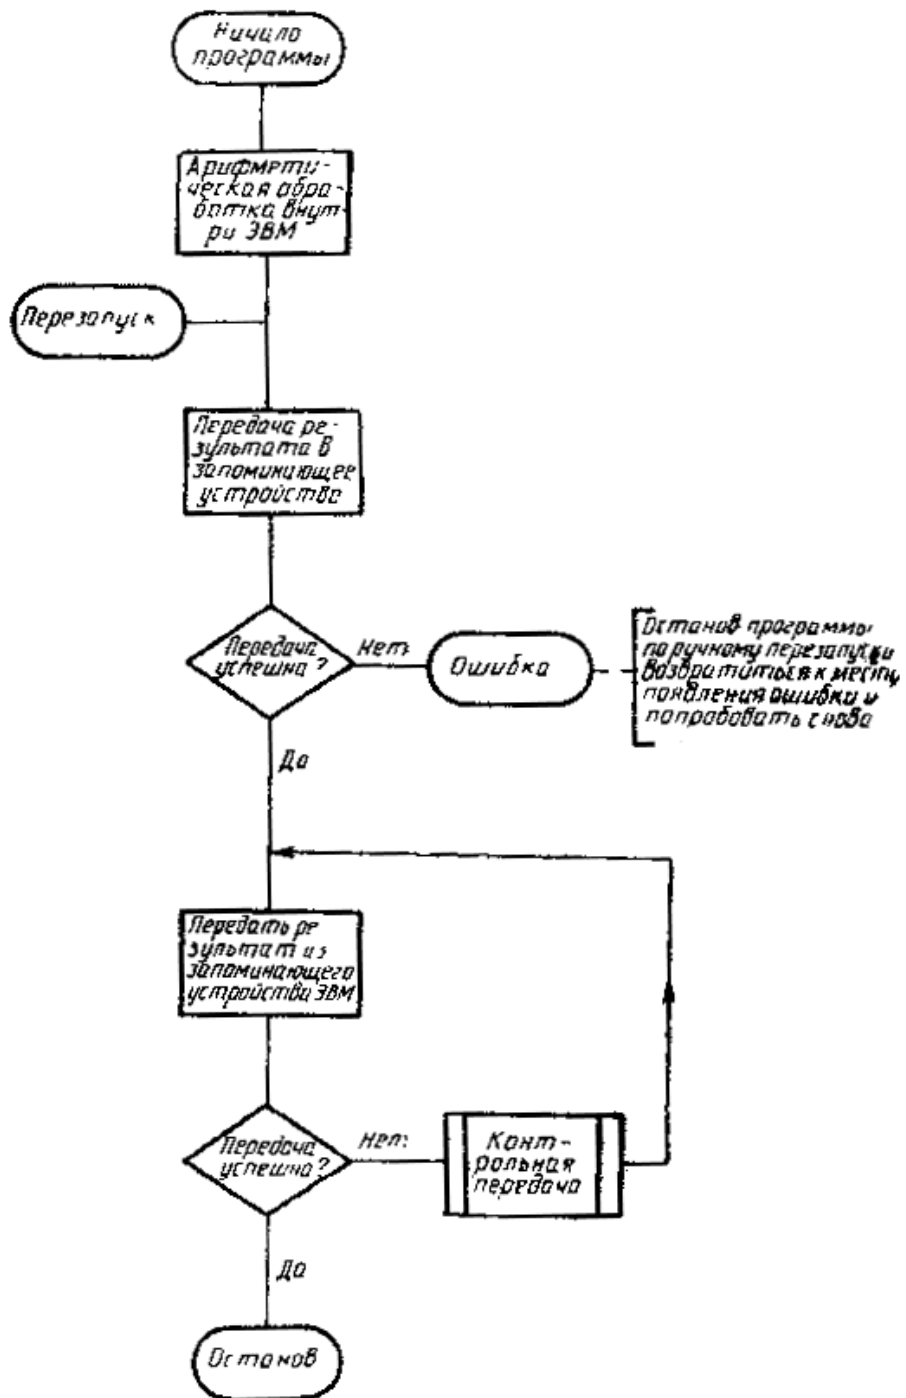 Начало
программы
Арифмети-
ческая обра-
ботка внут-
ри ЭВМ
Перезапуск
Передача ре-
зультата в
запоминающее
устройство
Передача
успешна?
Нет
Ошибка
Останов программы
по ручному перезапуску
Возвратиться к месту
появления ошибки и
попробовать снова
Да
Передать ре
зультат из
запоминающего
устройства ЭВМ
Передача
успешна?
Нет
Конт-
рольная
передача
Да
Останов